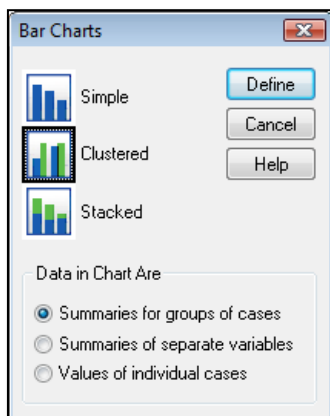 Bar Charts
Simple
Define
Cancel
Clustered
Help
Stacked
Data in Chart Are
Summaries for groups of cases
Summaries of separate variables
Values of individual cases